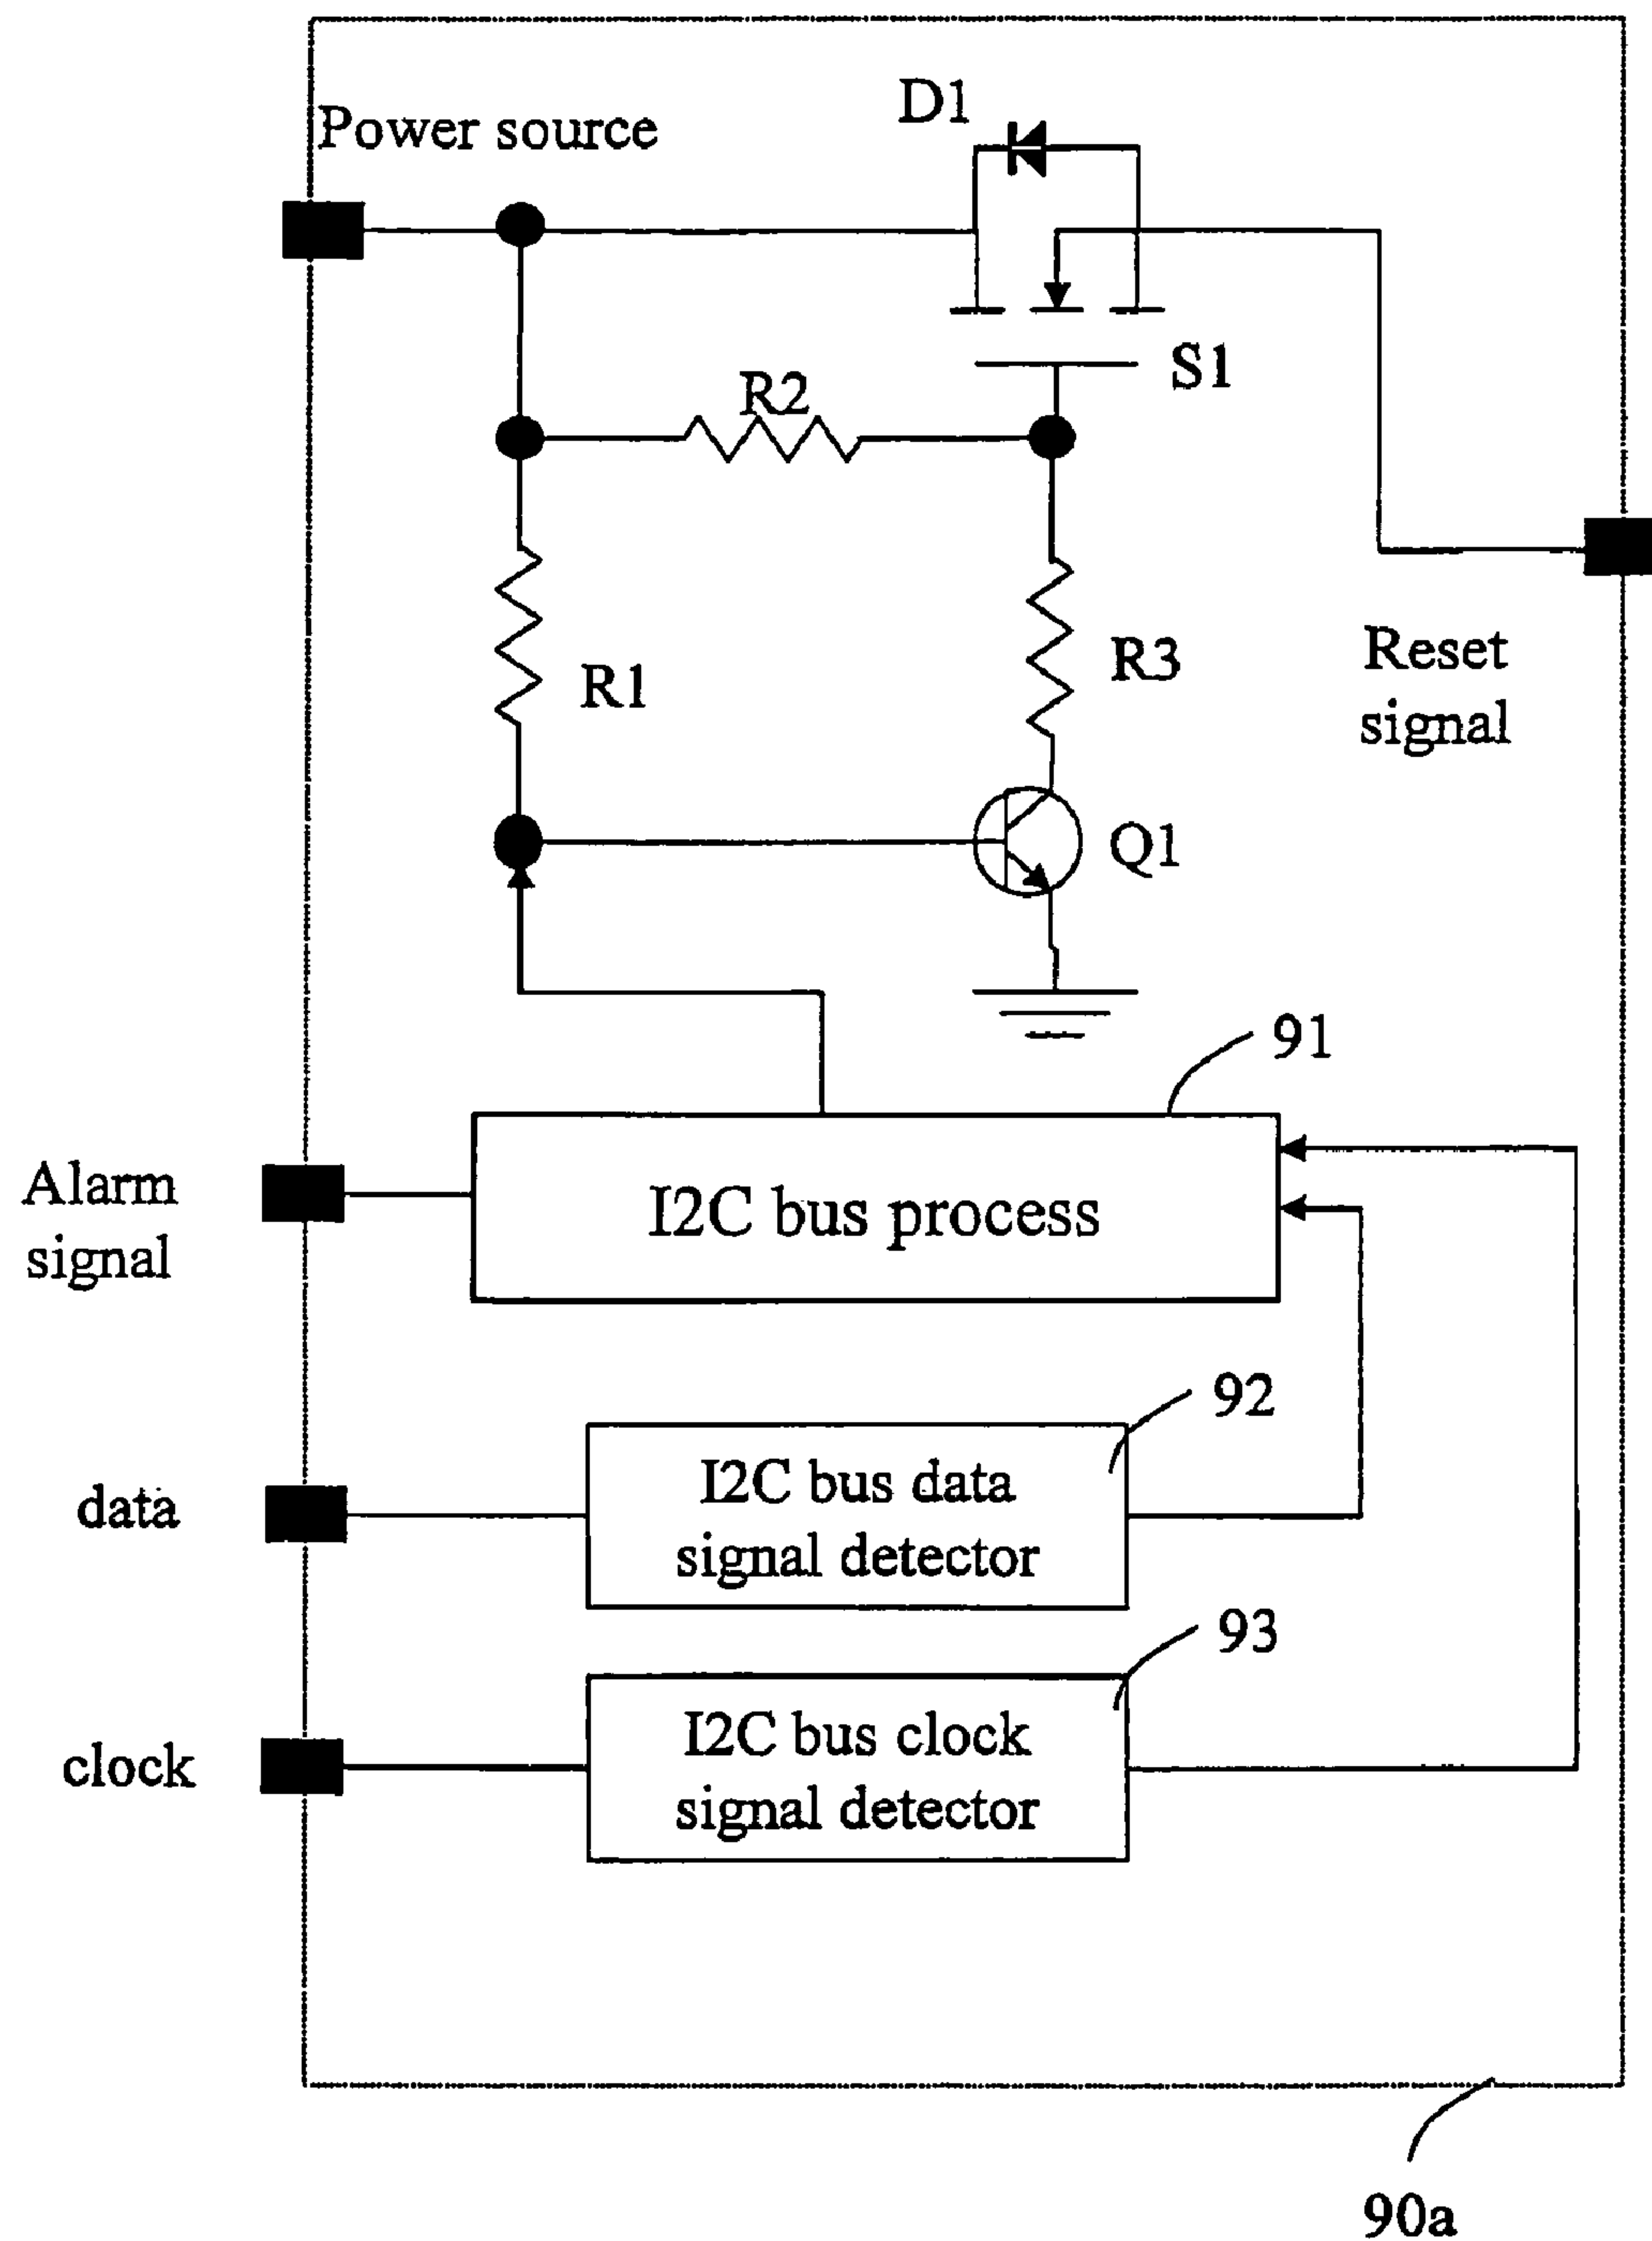 D1
Power source
S1
R2
R1
R3
Reset
signal
Q1
91
Alarm
signal
I2C bus process
92
data
I2C bus data
signal detector
93
clock
I2C bus clock
signal detector
90a